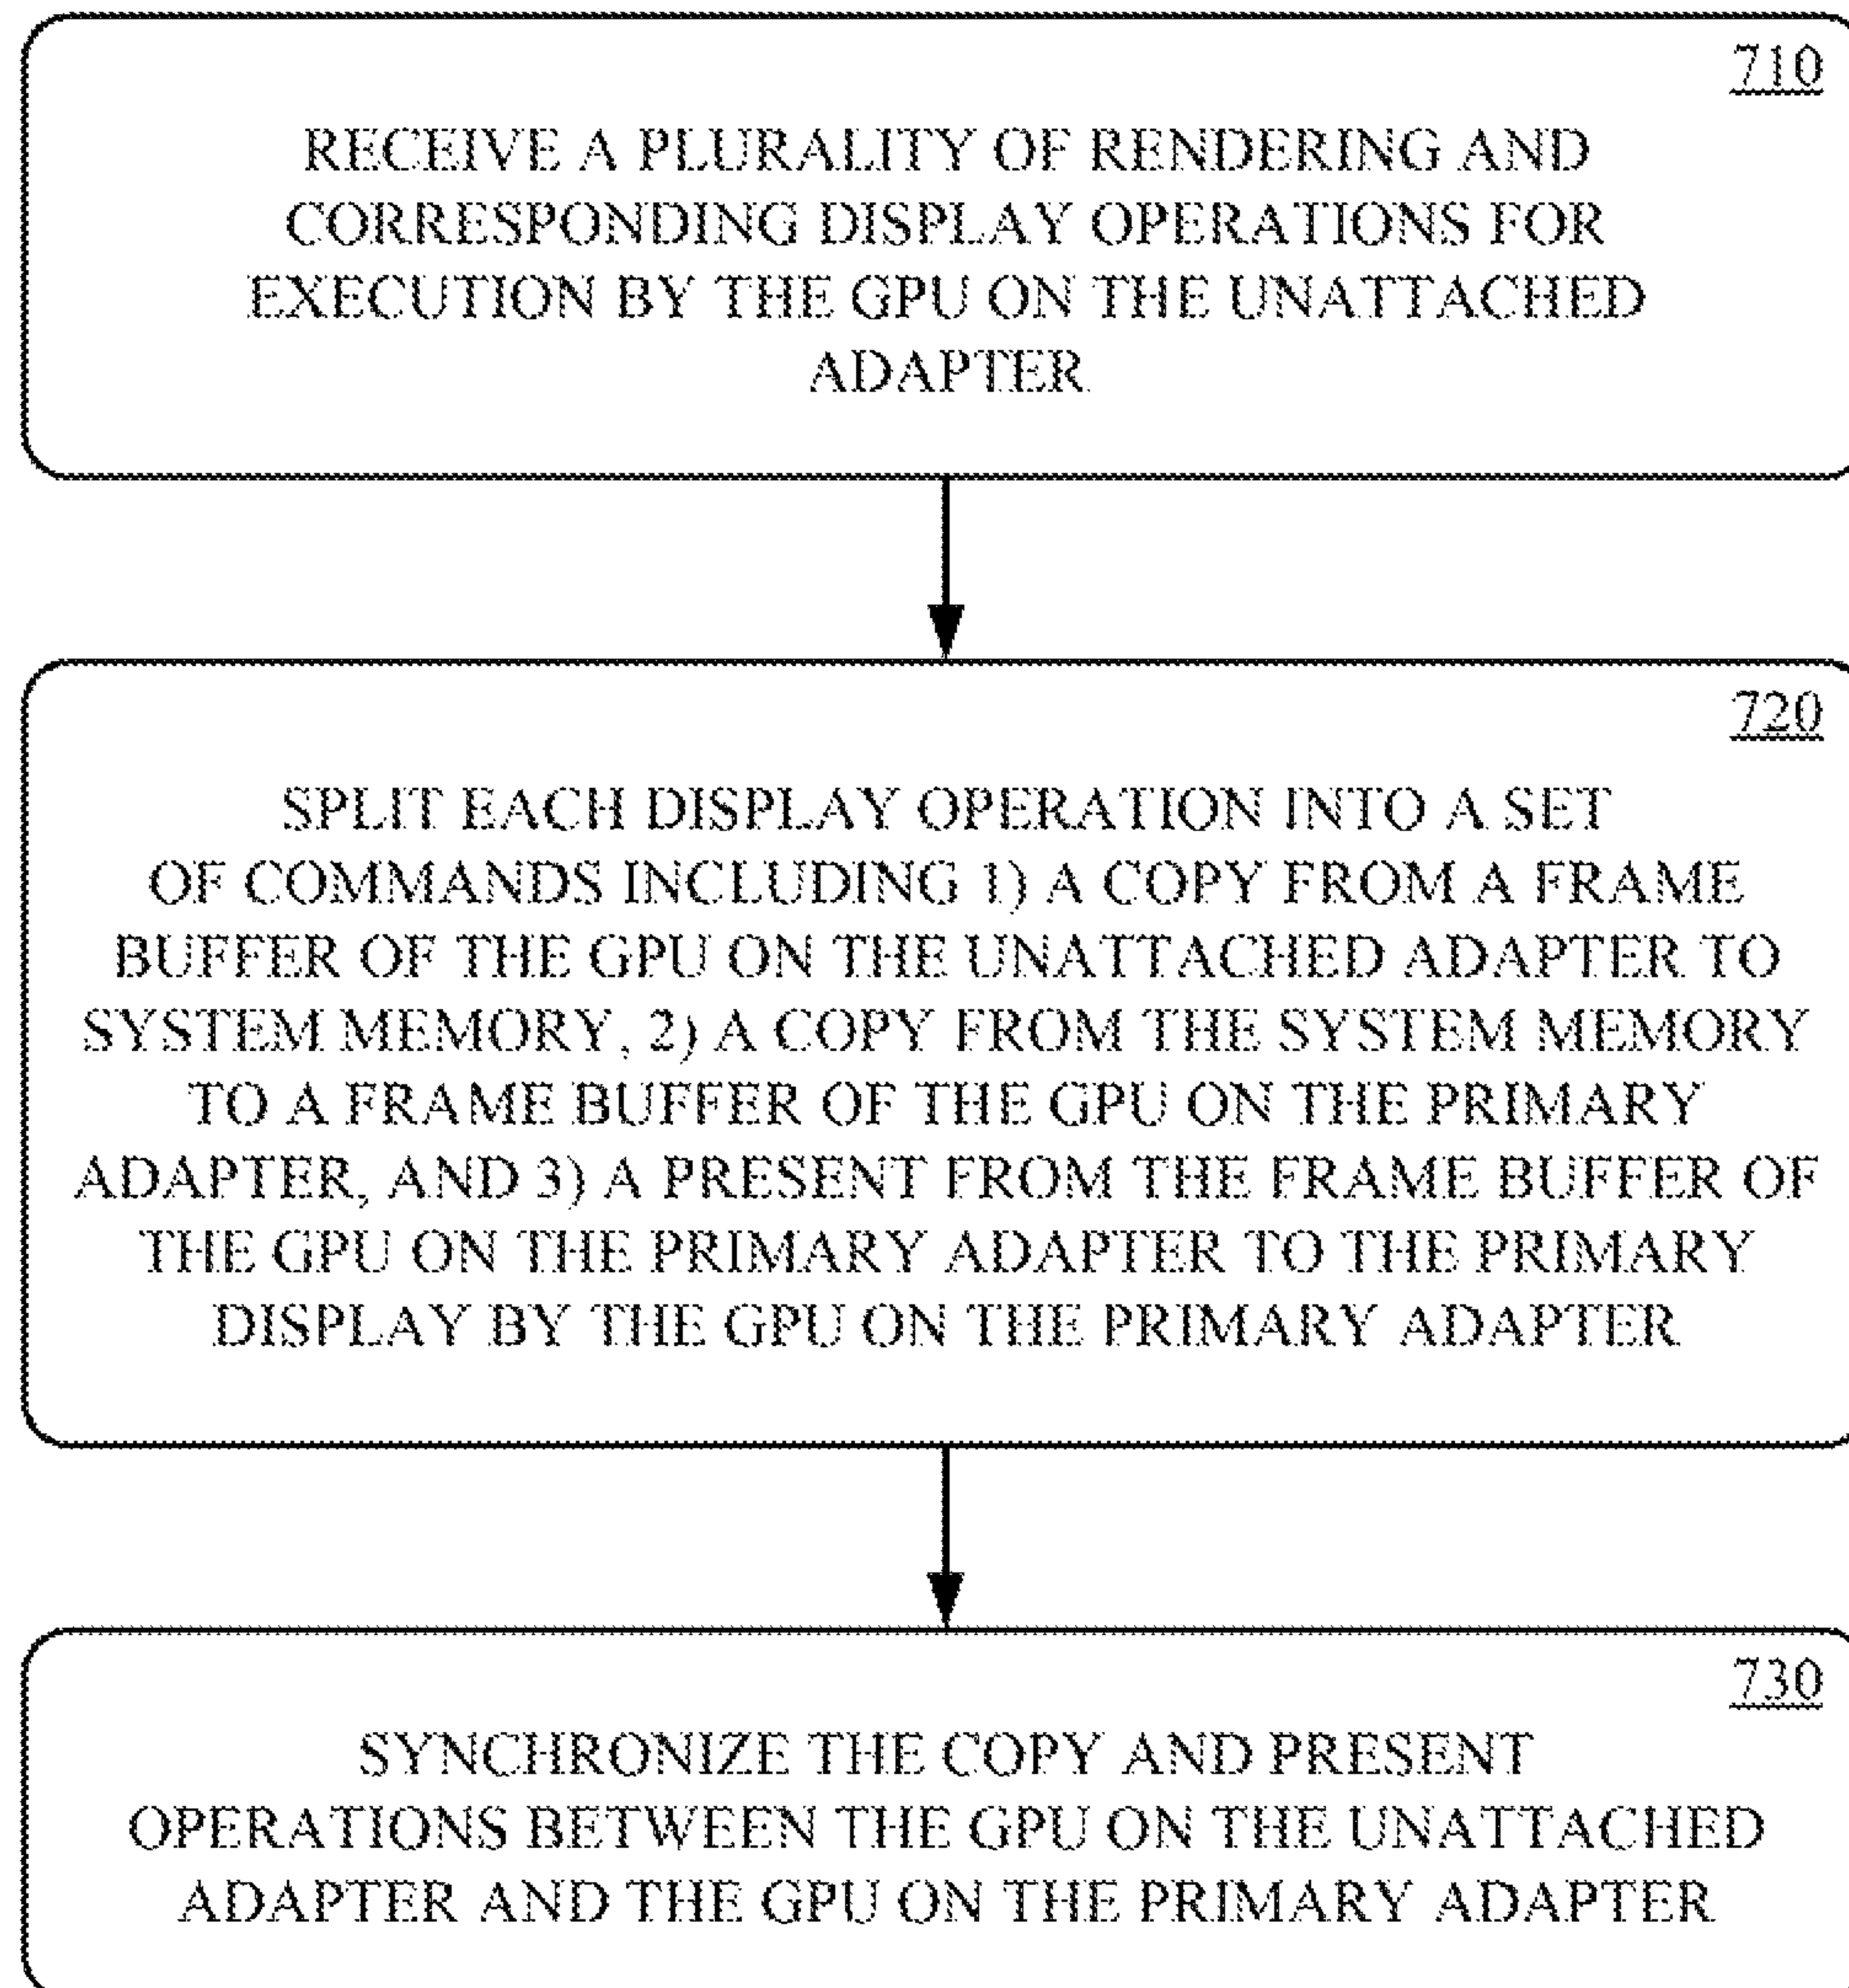 710
RECEIVE A PLURALITY OF RENDERING AND
CORRESPONDING DISPLAY OPERATIONS FOR
EXECUTION BY THE GPU ON THE UNATTACHED
ADAPTER
720
SPLIT EACH DISPLAY OPERATION INTO A SET
OF COMMANDS INCLUDING 1) A COPY FROM A FRAME
BUFFER OF THE GPU ON THE UNATTACHED ADAPTER TO
SYSTEM MEMORY, 2) A COPY FROM THE SYSTEM MEMORY
TO A FRAME BUFFER OF THE GPU ON THE PRIMARY
ADAPTER, AND 3) A PRESENT FROM THE FRAME BUFFER OF
THE GPU ON THE PRIMARY ADAPTER TO THE PRIMARY
DISPLAY BY THE GPU ON THE PRIMARY ADAPTER
730
SYNCHRONIZE THE COPY AND PRESENT
OPERATIONS BETWEEN THE GPU ON THE UNATTACHED
ADAPTER AND THE GPU ON THE PRIMARY ADAPTER